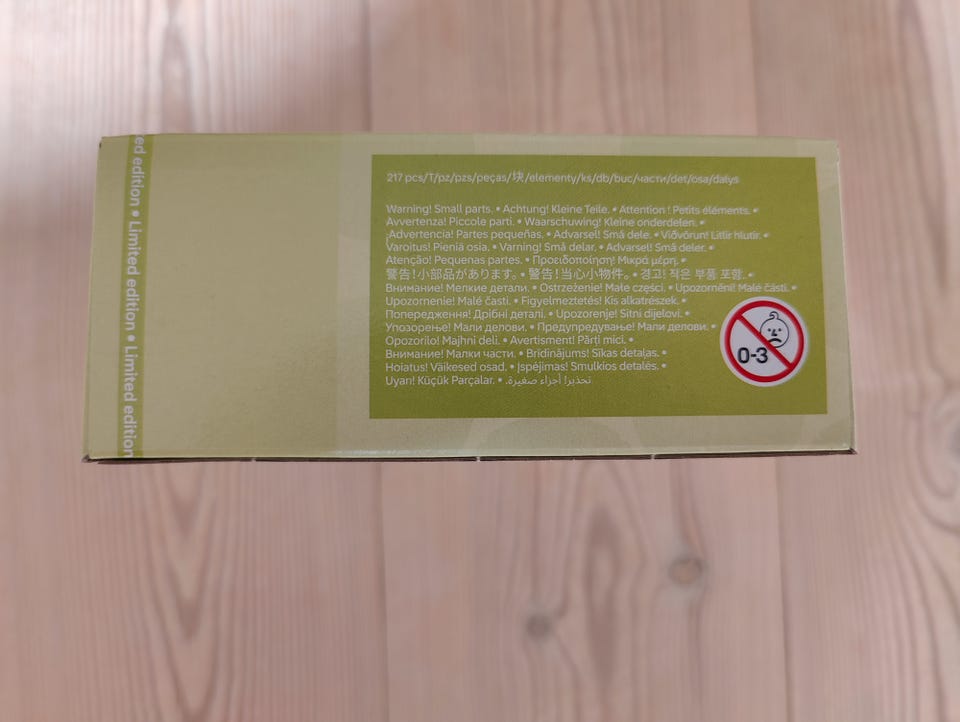 ed edition • Limited edition • Limited edition
217 pcs/T/pz/pzs/peças/块/elementy/ks/db/buc/части/det/osa/dalys
Warning! Small parts. • Achtung! Kleine Teile. • Attention ! Petits éléments. •
Avvertenza! Piccole parti. • Waarschuwing! Kleine onderdelen. •
¡Advertencia! Partes pequeñas. • Advarsel! Små dele. • Viðvörun! Litlir hlutir. •
Varoitus! Pieniä osia. • Varning! Små delar. • Advarsel! Små deler. •
Atenção! Pequenas partes. • Προειδοποίηση! Μικρά μέρη. •
警告！小部品があります。 • 警告！当心小物件。 • 경고! 작은 부품 포함. •
Внимание! Мелкие детали. • Ostrzeżenie! Małe części. • Upozornění! Malé části. •
Upozornenie! Malé časti. • Figyelmeztetés! Kis alkatrészek. •
Попередження! Дрібні деталі. • Upozorenje! Sitni dijelovi. •
Упозорење! Мали делови. • Предупредување! Мали делови. •
Opozorilo! Majhni deli. • Avertisment! Părți mici. •
Внимание! Малки части. • Brīdinājums! Sīkas detaļas. •
Hoiatus! Väikesed osad. • Įspėjimas! Smulkios detalės. •
Uyarı! Küçük Parçalar. • تحذير! أجزاء صغيرة.
0-3